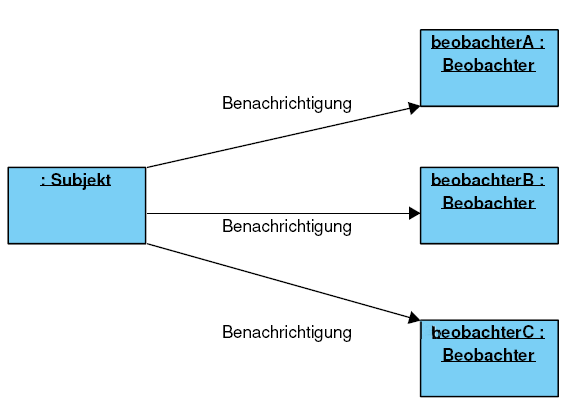 beobachterA :
Beobachter
Benachrichtigung
: Subjekt
beobachterB :
Beobachter
Benachrichtigung
beobachterC :
Beobachter
Benachrichtigung